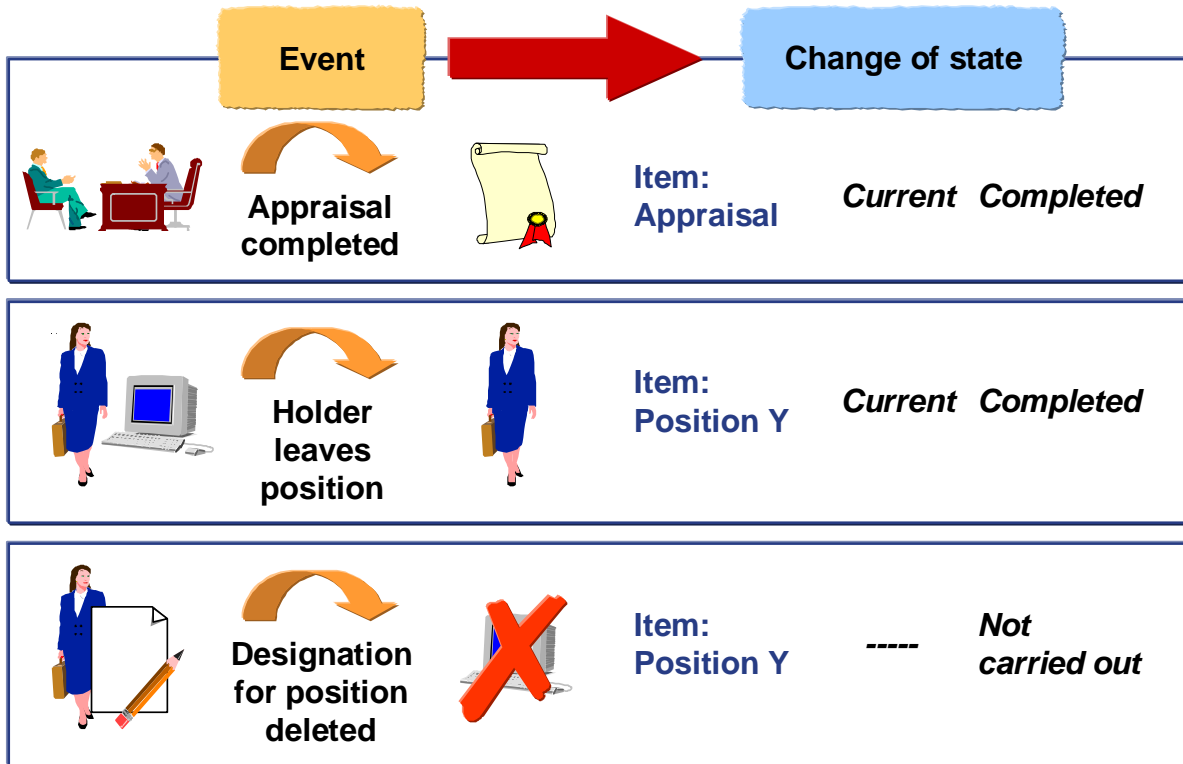 Event
Change of state
Appraisal
completed
Item:
Appraisal
Current Completed
Holder
leaves
position
Item:
Position Y
Current Completed
Designation
for position
deleted
Item:
Position Y
-----
Not
carried out